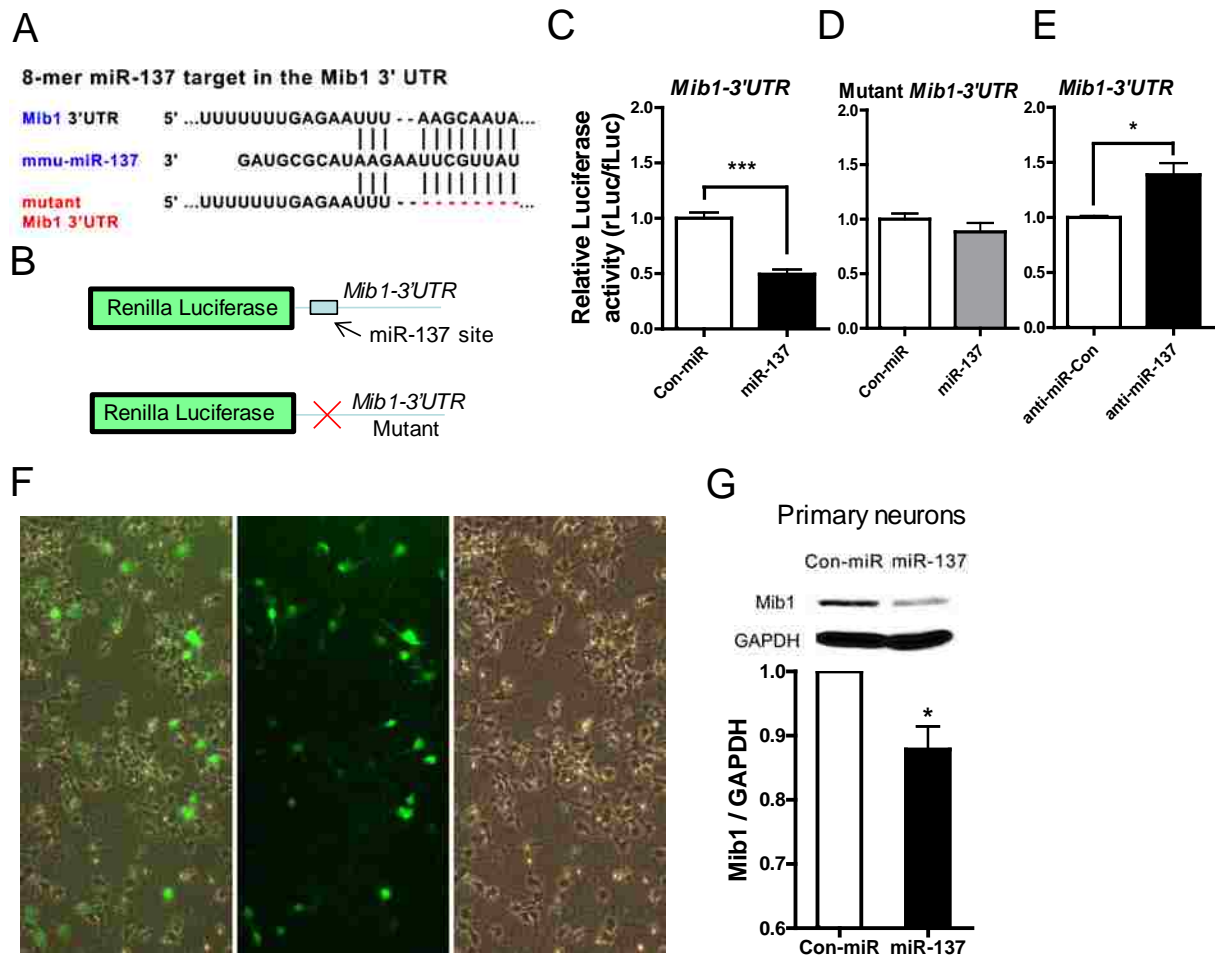 A
8-mer miR-137 target in the Mib1 3' UTR
Mib1 3'UTR 5' ...UUUUUUUGAGAAUUU--AAGCAAUA...
mmu-miR-137 3' GAUGCGCAUAAGAAUUCGUUAU
mutant Mib1 3'UTR 5' ...UUUUUUUGAGAAUUU----------...
B
Renilla Luciferase
Mib1-3'UTR
miR-137 site
Renilla Luciferase
Mib1-3'UTR
Mutant
C
Mib1-3'UTR
Relative Luciferase
activity (rLuc/fLuc)
2.0
1.5
1.0
0.5
0.0
***
Con-miR
miR-137
D
Mutant Mib1-3'UTR
2.0
1.5
1.0
0.5
0.0
Con-miR
miR-137
E
Mib1-3'UTR
2.0
1.5
1.0
0.5
0.0
*
anti-miR-Con
anti-miR-137
F
G
Primary neurons
Con-miR miR-137
Mib1
GAPDH
Mib1 / GAPDH
1.0
0.9
0.8
0.7
0.6
*
Con-miR miR-137